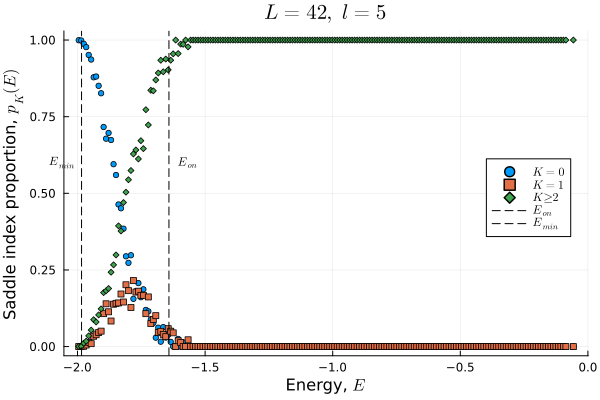 L = 42, l = 5
Saddle index proportion, p_K(E)
1.00
0.75
0.50
0.25
0.00
E_min
E_on
K = 0
K = 1
K≥2
E_on
E_min
−2.0 −1.5 −1.0 −0.5 0.0
Energy, E